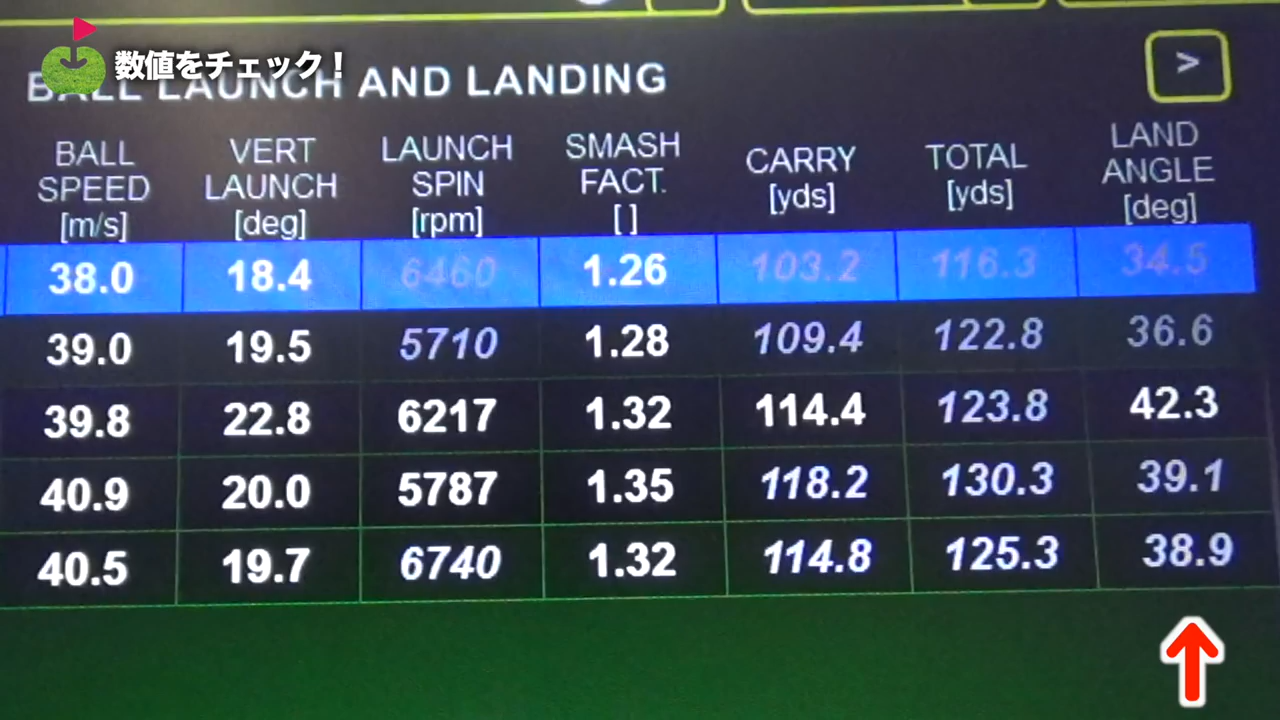 数値をチェック！
BALL LAUNCH AND LANDING
>
BALL SPEED [m/s] VERT LAUNCH [deg] LAUNCH SPIN [rpm] SMASH FACT. [ ] CARRY [yds] TOTAL [yds] LAND ANGLE [deg]
38.0 18.4 6460 1.26 103.2 116.3 34.5
39.0 19.5 5710 1.28 109.4 122.8 36.6
39.8 22.8 6217 1.32 114.4 123.8 42.3
40.9 20.0 5787 1.35 118.2 130.3 39.1
40.5 19.7 6740 1.32 114.8 125.3 38.9